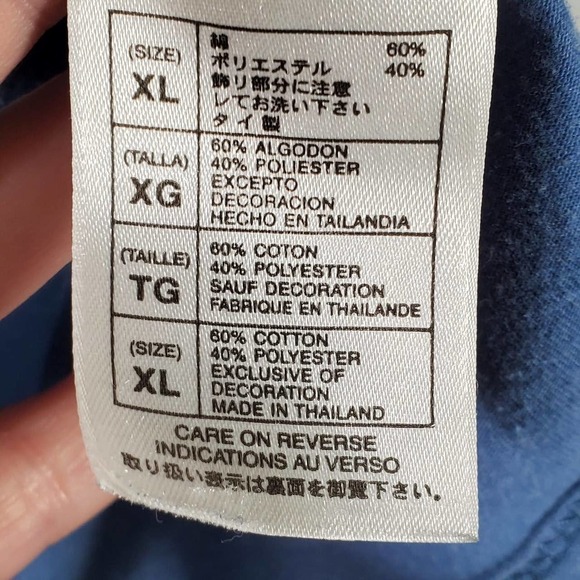 (SIZE)
XL
綿 60%
ポリエステル 40%
飾リ部分に注意
してお洗い下さい
タイ製
(TALLA)
XG
60% ALGODON
40% POLIESTER
EXCEPTO
DECORACION
HECHO EN TAILANDIA
(TAILLE)
TG
60% COTON
40% POLYESTER
SAUF DECORATION
FABRIQUE EN THAILANDE
(SIZE)
XL
60% COTTON
40% POLYESTER
EXCLUSIVE OF
DECORATION
MADE IN THAILAND
CARE ON REVERSE
INDICATIONS AU VERSO
取り扱い表示は裏面を御覧下さい。